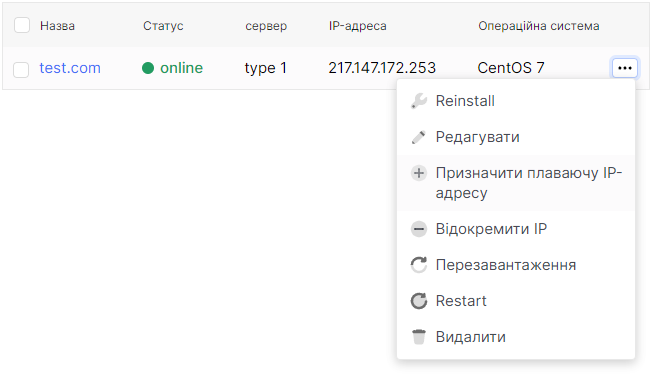 Назва Статус сервер IP-адреса Операційна система
test.com online type 1 217.147.172.253 CentOS 7
Reinstall
Редагувати
Призначити плаваючу IP-
адресу
Відокремити IP
Перезавантаження
Restart
Видалити